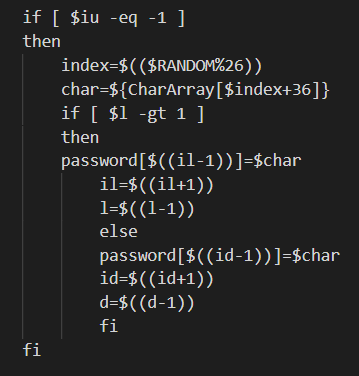 if [ $iu -eq -1 ]
then
index=$(($RANDOM%26))
char=${CharArray[$index+36]}
if [ $l -gt 1 ]
then
password[$((il-1))]=$char
il=$((il+1))
l=$((l-1))
else
password[$((id-1))]=$char
id=$((id+1))
d=$((d-1))
fi
fi